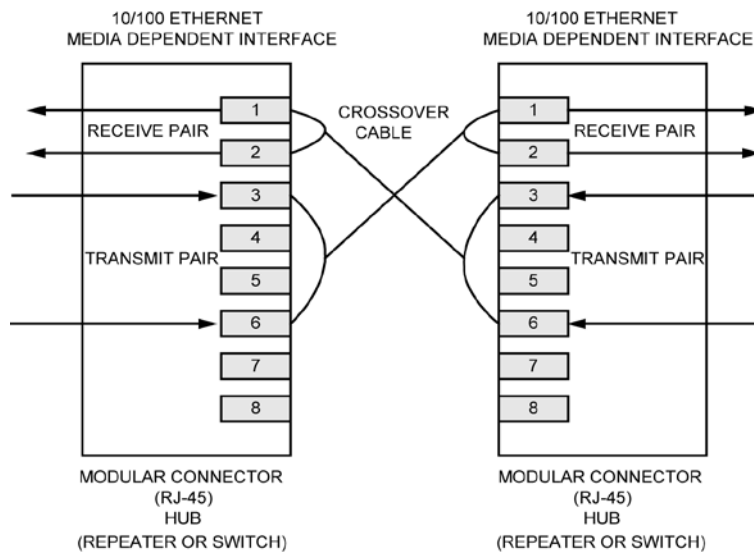 10/100 ETHERNET
MEDIA DEPENDENT INTERFACE
1
RECEIVE PAIR
2
3
4
TRANSMIT PAIR
5
6
7
8
MODULAR CONNECTOR
(RJ-45)
HUB
(REPEATER OR SWITCH)
CROSSOVER
CABLE
10/100 ETHERNET
MEDIA DEPENDENT INTERFACE
1
RECEIVE PAIR
2
3
4
TRANSMIT PAIR
5
6
7
8
MODULAR CONNECTOR
(RJ-45)
HUB
(REPEATER OR SWITCH)